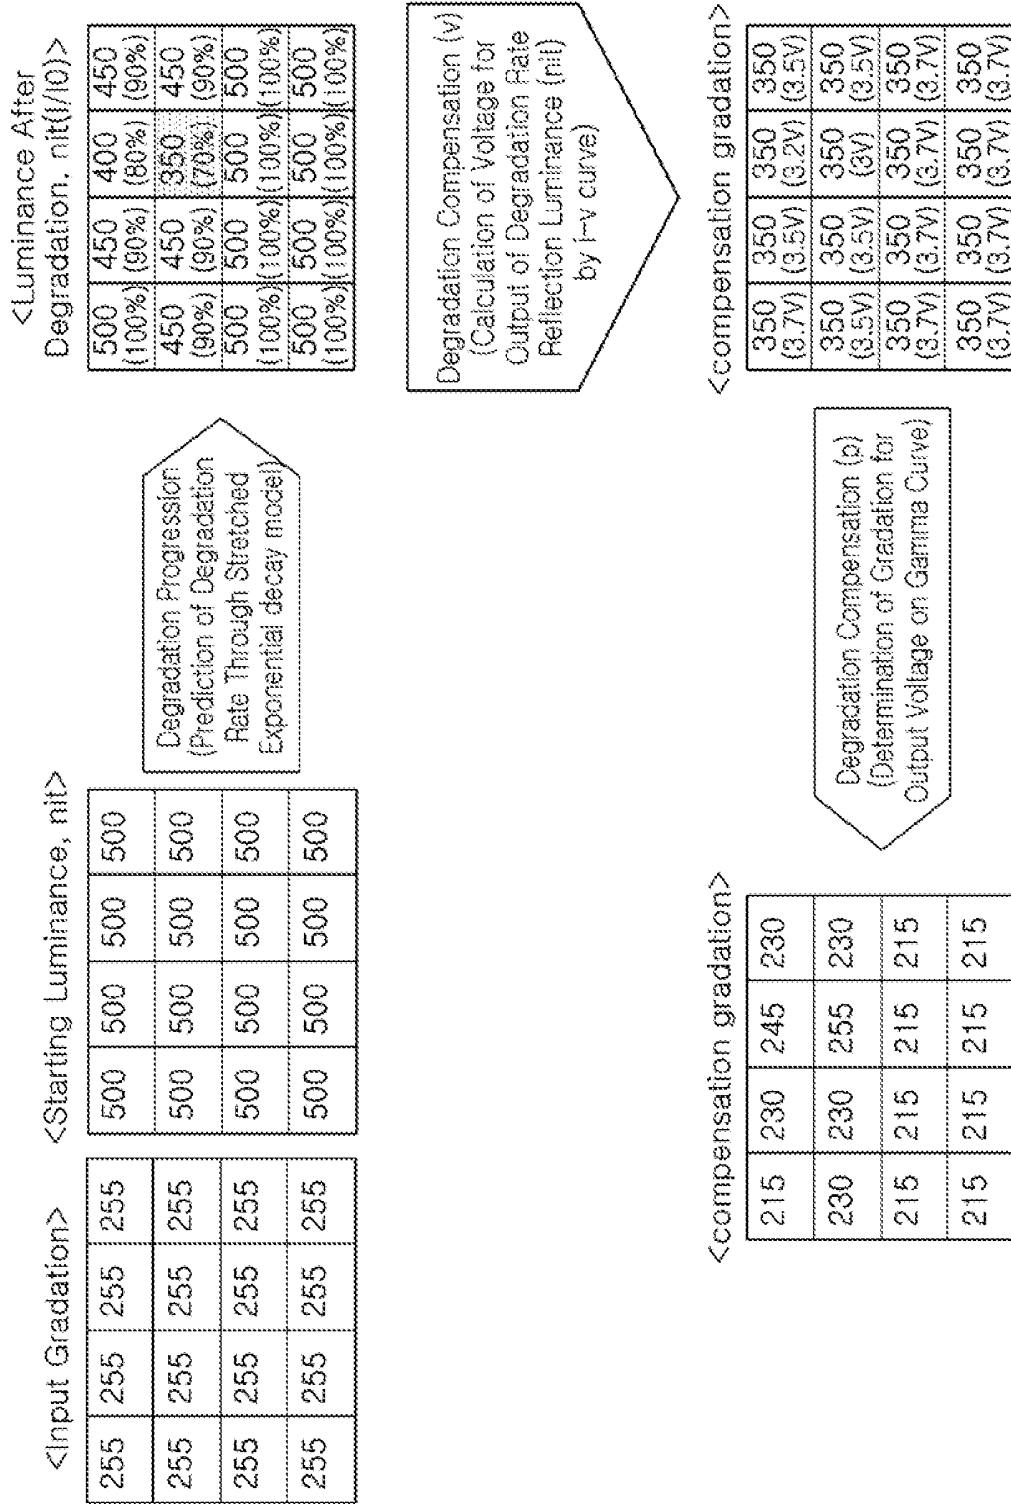 <Input Gradation>
255 255 255 255
255 255 255 255
255 255 255 255
255 255 255 255
<Starting Luminance, nit>
500 500 500 500
500 500 500 500
500 500 500 500
500 500 500 500
Degradation Progression
(Prediction of Degradation
Rate Through Stretched
Exponential decay model)
<Luminance After
Degradation, nit(I/I0)>
500 450 400 450
(100%) (90%) (80%) (90%)
450 450 350 450
(90%) (90%) (70%) (90%)
500 500 500 500
(100%) (100%) (100%) (100%)
500 500 500 500
(100%) (100%) (100%) (100%)
Degradation Compensation (v)
(Calculation of Voltage for
Output of Degradation Rate
Reflection Luminance (nit)
by i-v curve)
<compensation gradation>
350 350 350 350
(3.7V) (3.5V) (3.2V) (3.5V)
350 350 350 350
(3.5V) (3.5V) (3V) (3.5V)
350 350 350 350
(3.7V) (3.7V) (3.7V) (3.7V)
350 350 350 350
(3.7V) (3.7V) (3.7V) (3.7V)
Degradation Compensation (p)
(Determination of Gradation for
Output Voltage on Gamma Curve)
<compensation gradation>
215 230 245 230
230 230 255 230
215 215 215 215
215 215 215 215